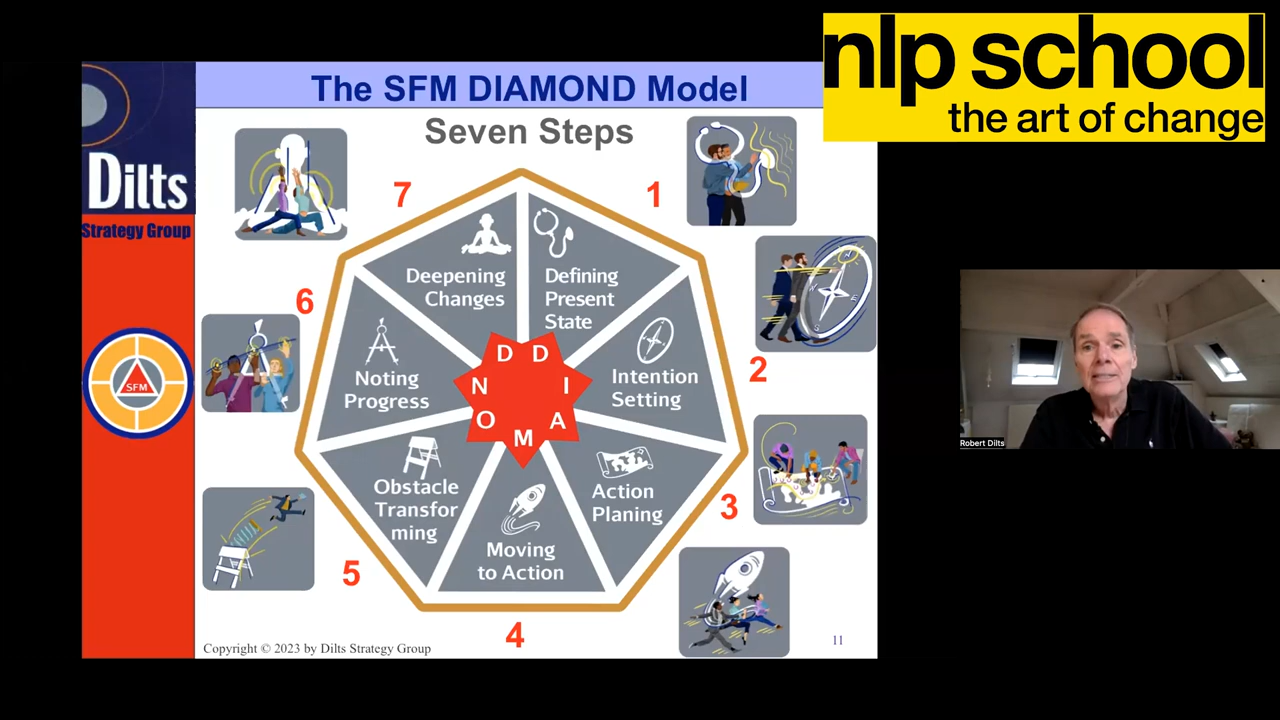 nlp school
the art of change
The SFM DIAMOND Model
Seven Steps
Dilts
Strategy Group
SFM
1
Defining
Present
State
2
Intention
Setting
3
Action
Planing
4
Moving
to Action
5
Obstacle
Transfor
ming
6
Noting
Progress
7
Deepening
Changes
D
I
A
M
O
N
D
Copyright © 2023 by Dilts Strategy Group
11
Robert Dilts